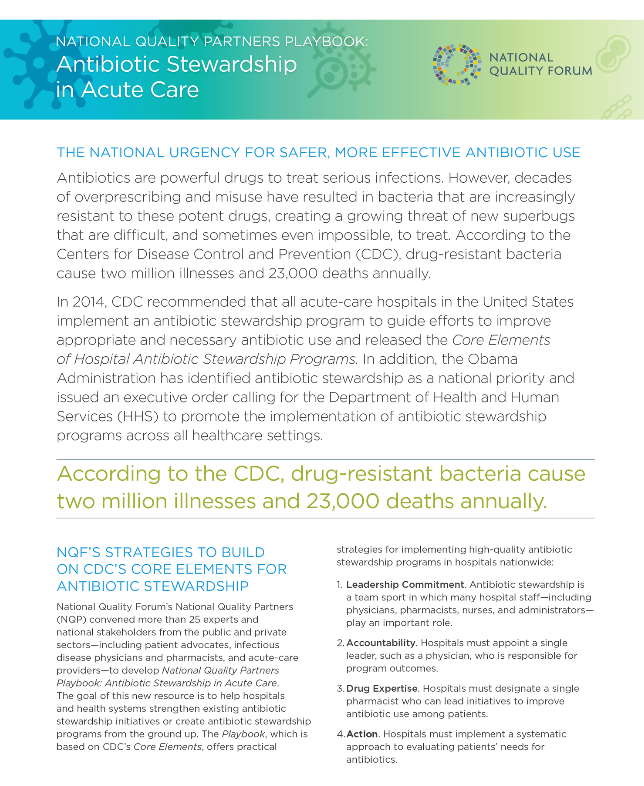 NATIONAL QUALITY PARTNERS PLAYBOOK:
Antibiotic Stewardship
in Acute Care
NATIONAL
QUALITY FORUM
THE NATIONAL URGENCY FOR SAFER, MORE EFFECTIVE ANTIBIOTIC USE
Antibiotics are powerful drugs to treat serious infections. However, decades
of overprescribing and misuse have resulted in bacteria that are increasingly
resistant to these potent drugs, creating a growing threat of new superbugs
that are difficult, and sometimes even impossible, to treat. According to the
Centers for Disease Control and Prevention (CDC), drug-resistant bacteria
cause two million illnesses and 23,000 deaths annually.
In 2014, CDC recommended that all acute-care hospitals in the United States
implement an antibiotic stewardship program to guide efforts to improve
appropriate and necessary antibiotic use and released the Core Elements
of Hospital Antibiotic Stewardship Programs. In addition, the Obama
Administration has identified antibiotic stewardship as a national priority and
issued an executive order calling for the Department of Health and Human
Services (HHS) to promote the implementation of antibiotic stewardship
programs across all healthcare settings.
According to the CDC, drug-resistant bacteria cause
two million illnesses and 23,000 deaths annually.
NQF'S STRATEGIES TO BUILD
ON CDC'S CORE ELEMENTS FOR
ANTIBIOTIC STEWARDSHIP
National Quality Forum's National Quality Partners
(NQP) convened more than 25 experts and
national stakeholders from the public and private
sectors—including patient advocates, infectious
disease physicians and pharmacists, and acute-care
providers—to develop National Quality Partners
Playbook: Antibiotic Stewardship in Acute Care.
The goal of this new resource is to help hospitals
and health systems strengthen existing antibiotic
stewardship initiatives or create antibiotic stewardship
programs from the ground up. The Playbook, which is
based on CDC's Core Elements, offers practical
strategies for implementing high-quality antibiotic
stewardship programs in hospitals nationwide:
1. Leadership Commitment. Antibiotic stewardship is
a team sport in which many hospital staff—including
physicians, pharmacists, nurses, and administrators—
play an important role.
2. Accountability. Hospitals must appoint a single
leader, such as a physician, who is responsible for
program outcomes.
3. Drug Expertise. Hospitals must designate a single
pharmacist who can lead initiatives to improve
antibiotic use among patients.
4. Action. Hospitals must implement a systematic
approach to evaluating patients' needs for
antibiotics.